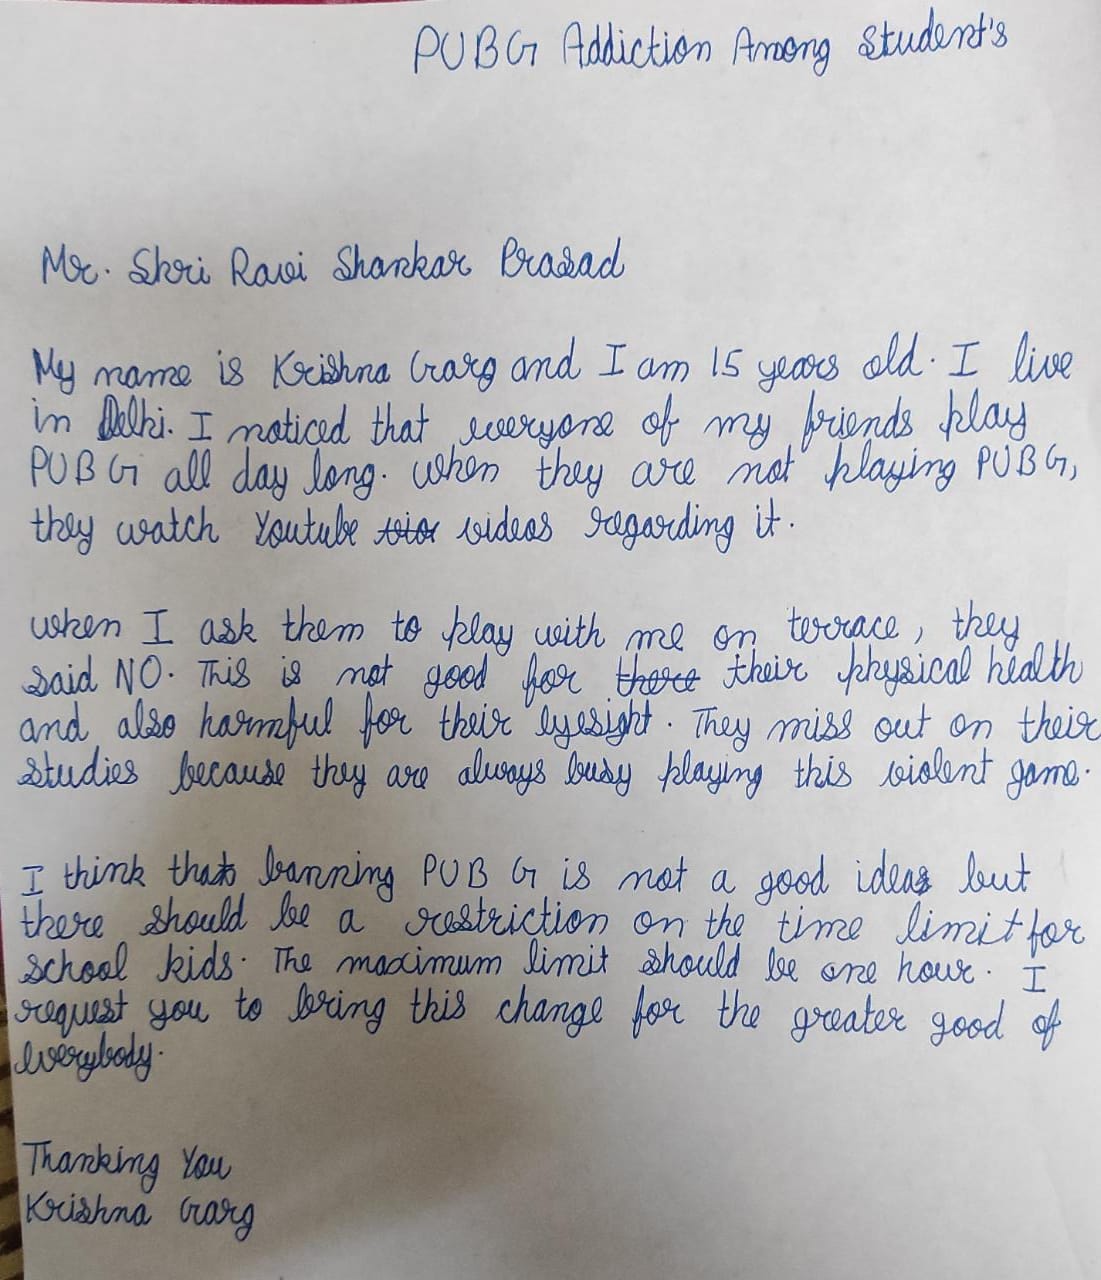 PUBG Addiction Among Student's
Mr. Shri Ravi Shankar Prasad
My name is Krishna Garg and I am 15 years old. I live
in Delhi. I noticed that everyone of my friends play
PUBG all day long. When they are not playing PUBG,
they watch Youtube videos regarding it.
when I ask them to play with me on terrace, they
said NO. This is not good for there their physical health
and also harmful for their eyesight. They miss out on their
studies because they are always busy playing this violent game.
I think that banning PUBG is not a good idea but
there should be a restriction on the time limit for
school kids. The maximum limit should be one hour. I
request you to bring this change for the greater good of
everybody.
Thanking You
Krishna Garg